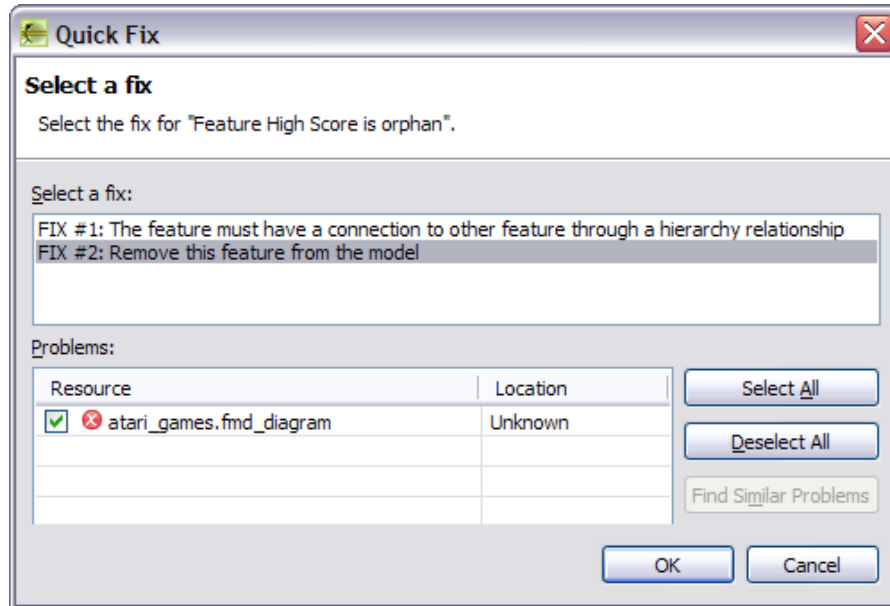 Quick Fix
Select a fix
Select the fix for "Feature High Score is orphan".
Select a fix:
FIX #1: The feature must have a connection to other feature through a hierarchy relationship
FIX #2: Remove this feature from the model
Problems:
Resource Location
atari_games.fmd_diagram Unknown
Select All
Deselect All
Find Similar Problems
OK Cancel